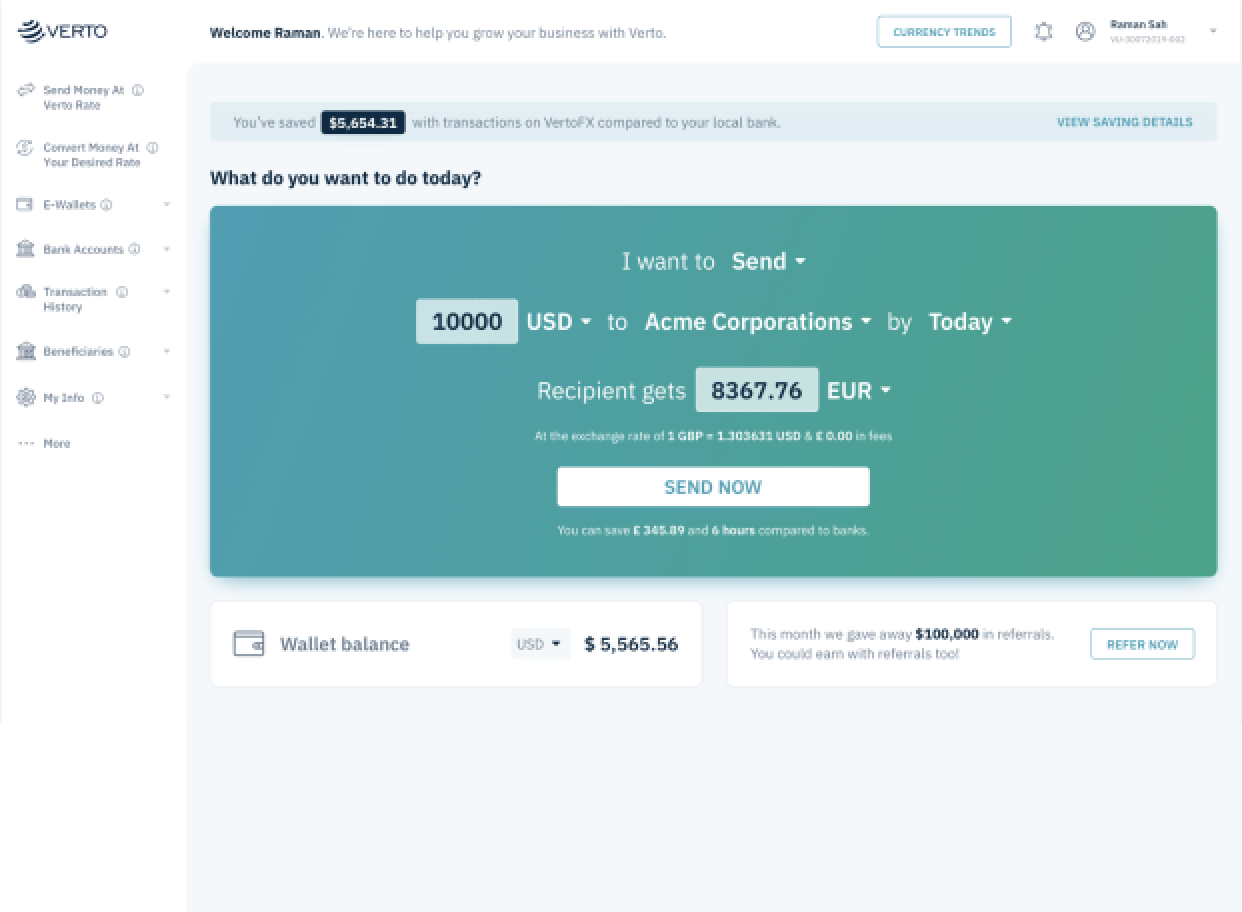 VERTO
Welcome Raman. We're here to help you grow your business with Verto.
CURRENCY TRENDS
Raman Sah
VU-30072019-002
Send Money At
Verto Rate
Convert Money At
Your Desired Rate
E-Wallets
Bank Accounts
Transaction
History
Beneficiaries
My Info
More
You've saved $5,654.31 with transactions on VertoFX compared to your local bank.
VIEW SAVING DETAILS
What do you want to do today?
I want to Send
10000 USD to Acme Corporations by Today
Recipient gets 8367.76 EUR
At the exchange rate of 1 GBP = 1.303631 USD & £ 0.00 in fees
SEND NOW
You can save £ 345.89 and 6 hours compared to banks.
Wallet balance USD $ 5,565.56
This month we gave away $100,000 in referrals.
You could earn with referrals too!
REFER NOW